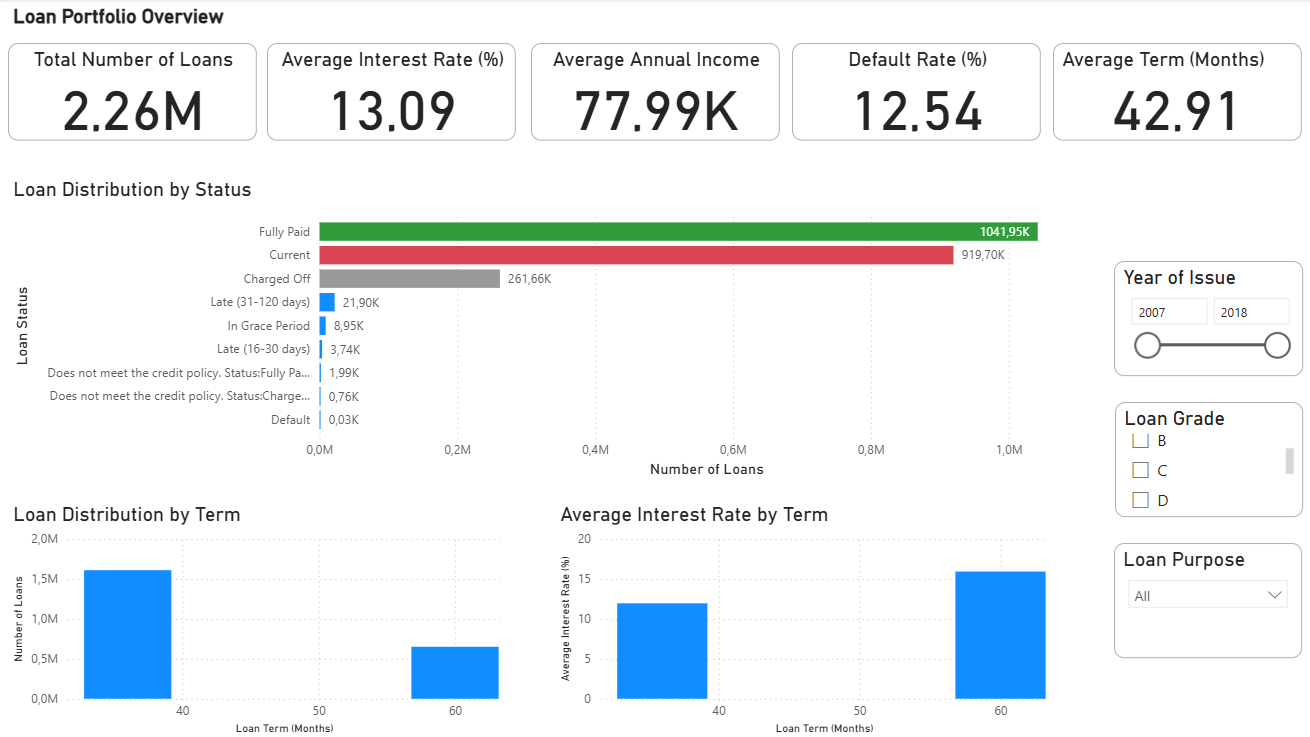 Loan Portfolio Overview
Total Number of Loans
2.26M
Average Interest Rate (%)
13.09
Average Annual Income
77.99K
Default Rate (%)
12.54
Average Term (Months)
42.91
Loan Distribution by Status
Loan Status
Fully Paid
1041,95K
Current
919,70K
Charged Off
261,66K
Late (31-120 days)
21,90K
In Grace Period
8,95K
Late (16-30 days)
3,74K
Does not meet the credit policy. Status:Fully Pa...
1,99K
Does not meet the credit policy. Status:Charge...
0,76K
Default
0,03K
0,0M 0,2M 0,4M 0,6M 0,8M 1,0M
Number of Loans
Year of Issue
2007 2018
Loan Grade
B
C
D
Loan Purpose
All
Loan Distribution by Term
Number of Loans
2,0M
1,5M
1,0M
0,5M
0,0M
40 50 60
Loan Term (Months)
Average Interest Rate by Term
Average Interest Rate (%)
20
15
10
5
0
40 50 60
Loan Term (Months)